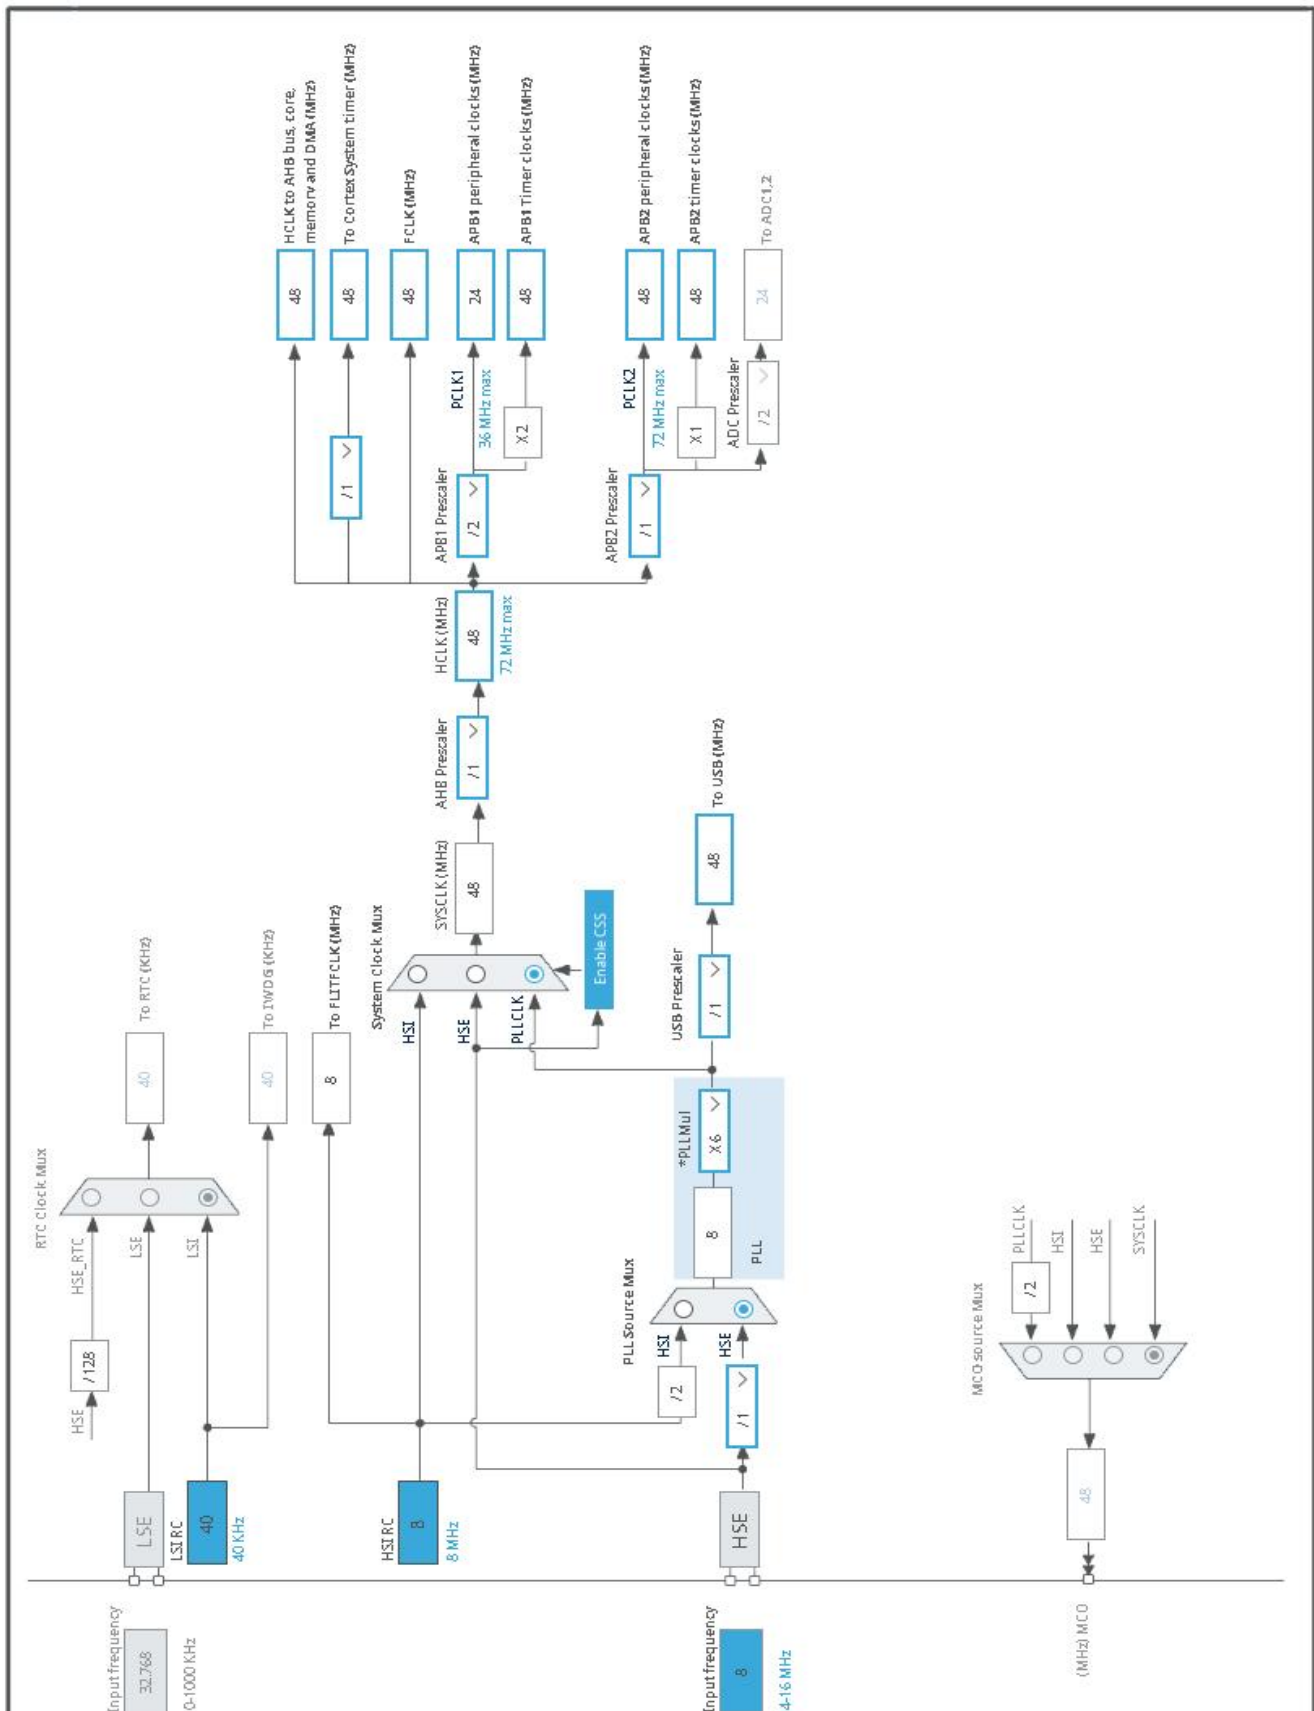 Input frequency
32.768
0-1000 KHz
LSE
LSI RC
40
40 KHz
HSE
/128
HSE_RTC
LSE
LSI
RTC Clock Mux
40
To RTC (KHz)
40
To IWDG (KHz)
8
To FLITFCLK (MHz)
HSI RC
8
8 MHz
Input frequency
8
4-16 MHz
HSE
/1
/2
HSI
HSE
PLL Source Mux
8
PLL
*PLLMul
X6
USB Prescaler
/1
48
To USB (MHz)
System Clock Mux
HSI
HSE
PLLCLK
Enable CSS
SYSCLK (MHz)
48
AHB Prescaler
/1
HCLK (MHz)
48
72 MHz max
48
HCLK to AHB bus, core,
memory and DMA (MHz)
/1
48
To Cortex System timer (MHz)
48
FCLK (MHz)
APB1 Prescaler
/2
PCLK1
36 MHz max
24
APB1 peripheral clocks (MHz)
X2
48
APB1 Timer clocks (MHz)
APB2 Prescaler
/1
PCLK2
72 MHz max
48
APB2 peripheral clocks (MHz)
X1
48
APB2 timer clocks (MHz)
ADC Prescaler
/2
24
To ADC1,2
MCO source Mux
PLLCLK
/2
HSI
HSE
SYSCLK
48
(MHz) MCO